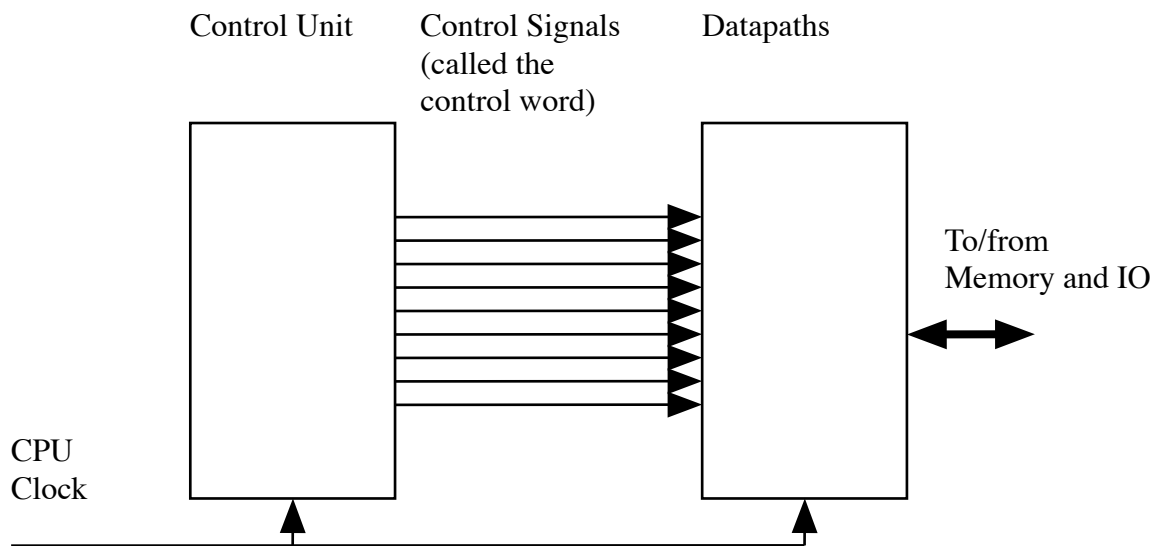 Control Unit
Control Signals
(called the
control word)
Datapaths
To/from
Memory and IO
CPU
Clock